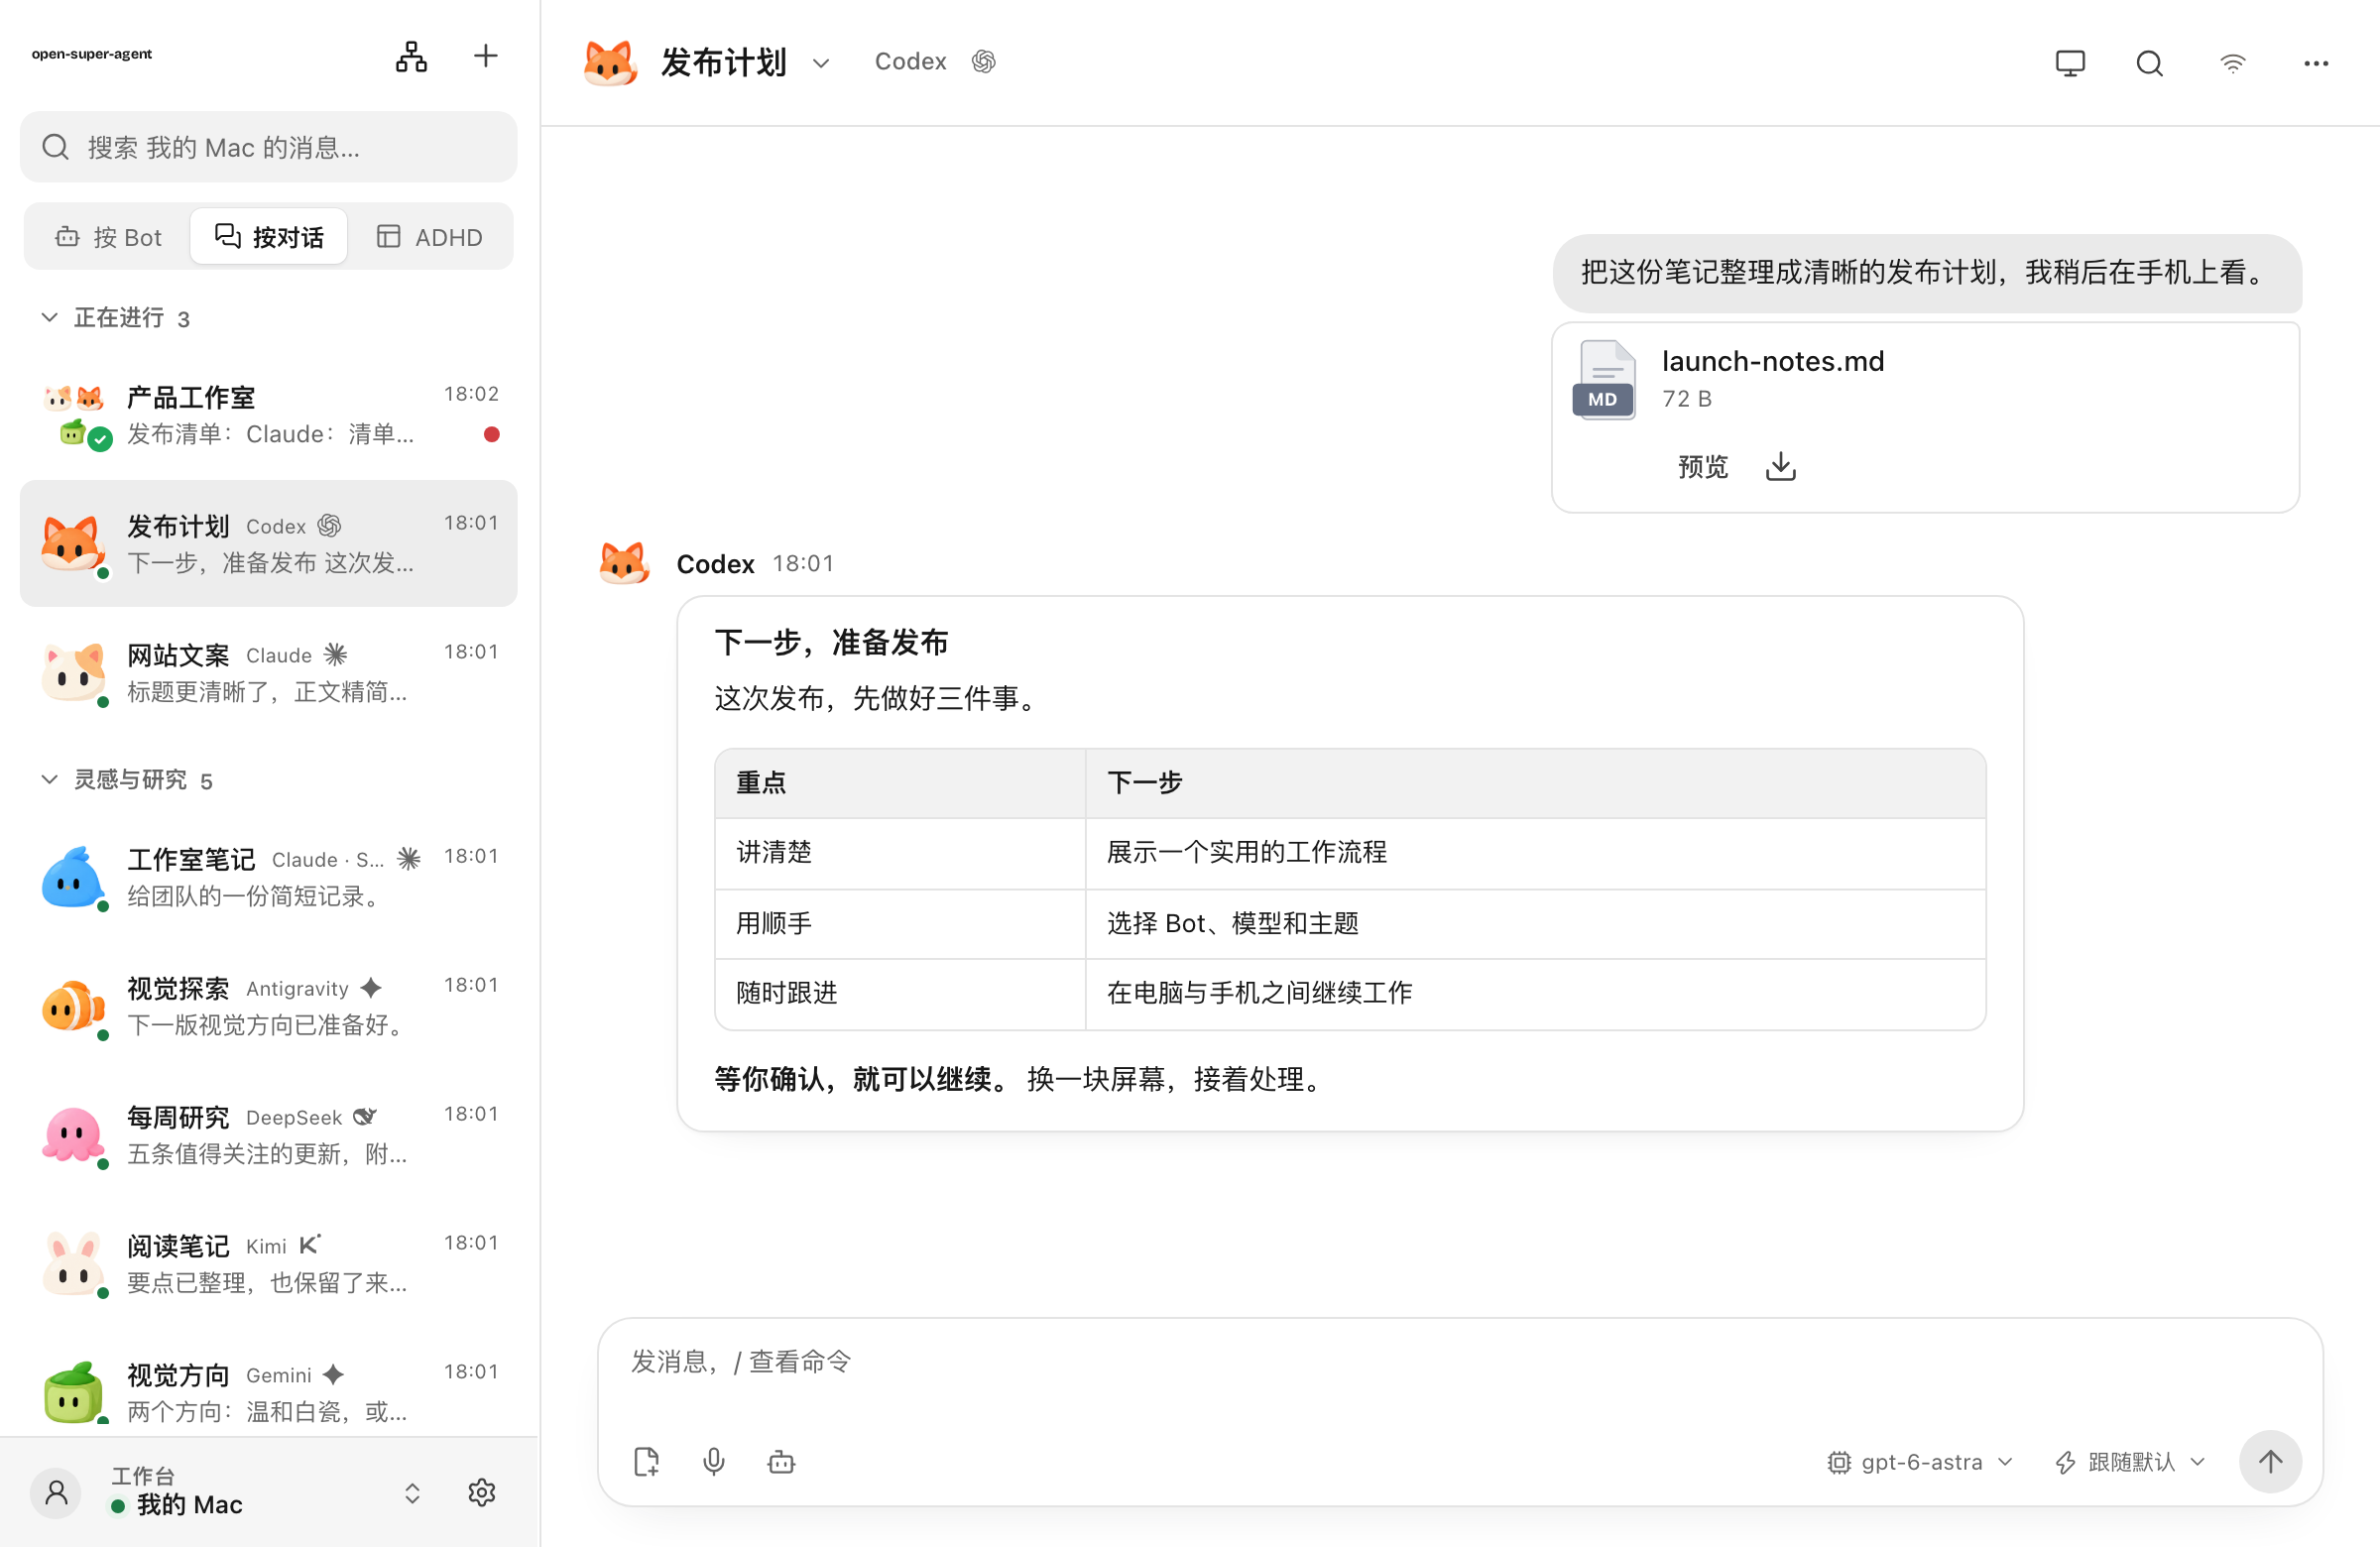 open-super-agent
搜索 我的 Mac 的消息...
按 Bot
按对话
ADHD
正在进行 3
产品工作室
18:02
发布清单：Claude：清单...
发布计划 Codex
18:01
下一步，准备发布 这次发...
网站文案 Claude
18:01
标题更清晰了，正文精简...
灵感与研究 5
工作室笔记 Claude · S...
18:01
给团队的一份简短记录。
视觉探索 Antigravity
18:01
下一版视觉方向已准备好。
每周研究 DeepSeek
18:01
五条值得关注的更新，附...
阅读笔记 Kimi
18:01
要点已整理，也保留了来...
视觉方向 Gemini
18:01
两个方向：温和白瓷，或...
工作台
我的 Mac
发布计划
Codex
把这份笔记整理成清晰的发布计划，我稍后在手机上看。
MD
launch-notes.md
72 B
预览
Codex 18:01
下一步，准备发布
这次发布，先做好三件事。
重点 下一步
讲清楚 展示一个实用的工作流程
用顺手 选择 Bot、模型和主题
随时跟进 在电脑与手机之间继续工作
等你确认，就可以继续。 换一块屏幕，接着处理。
发消息，/ 查看命令
gpt-6-astra
跟随默认